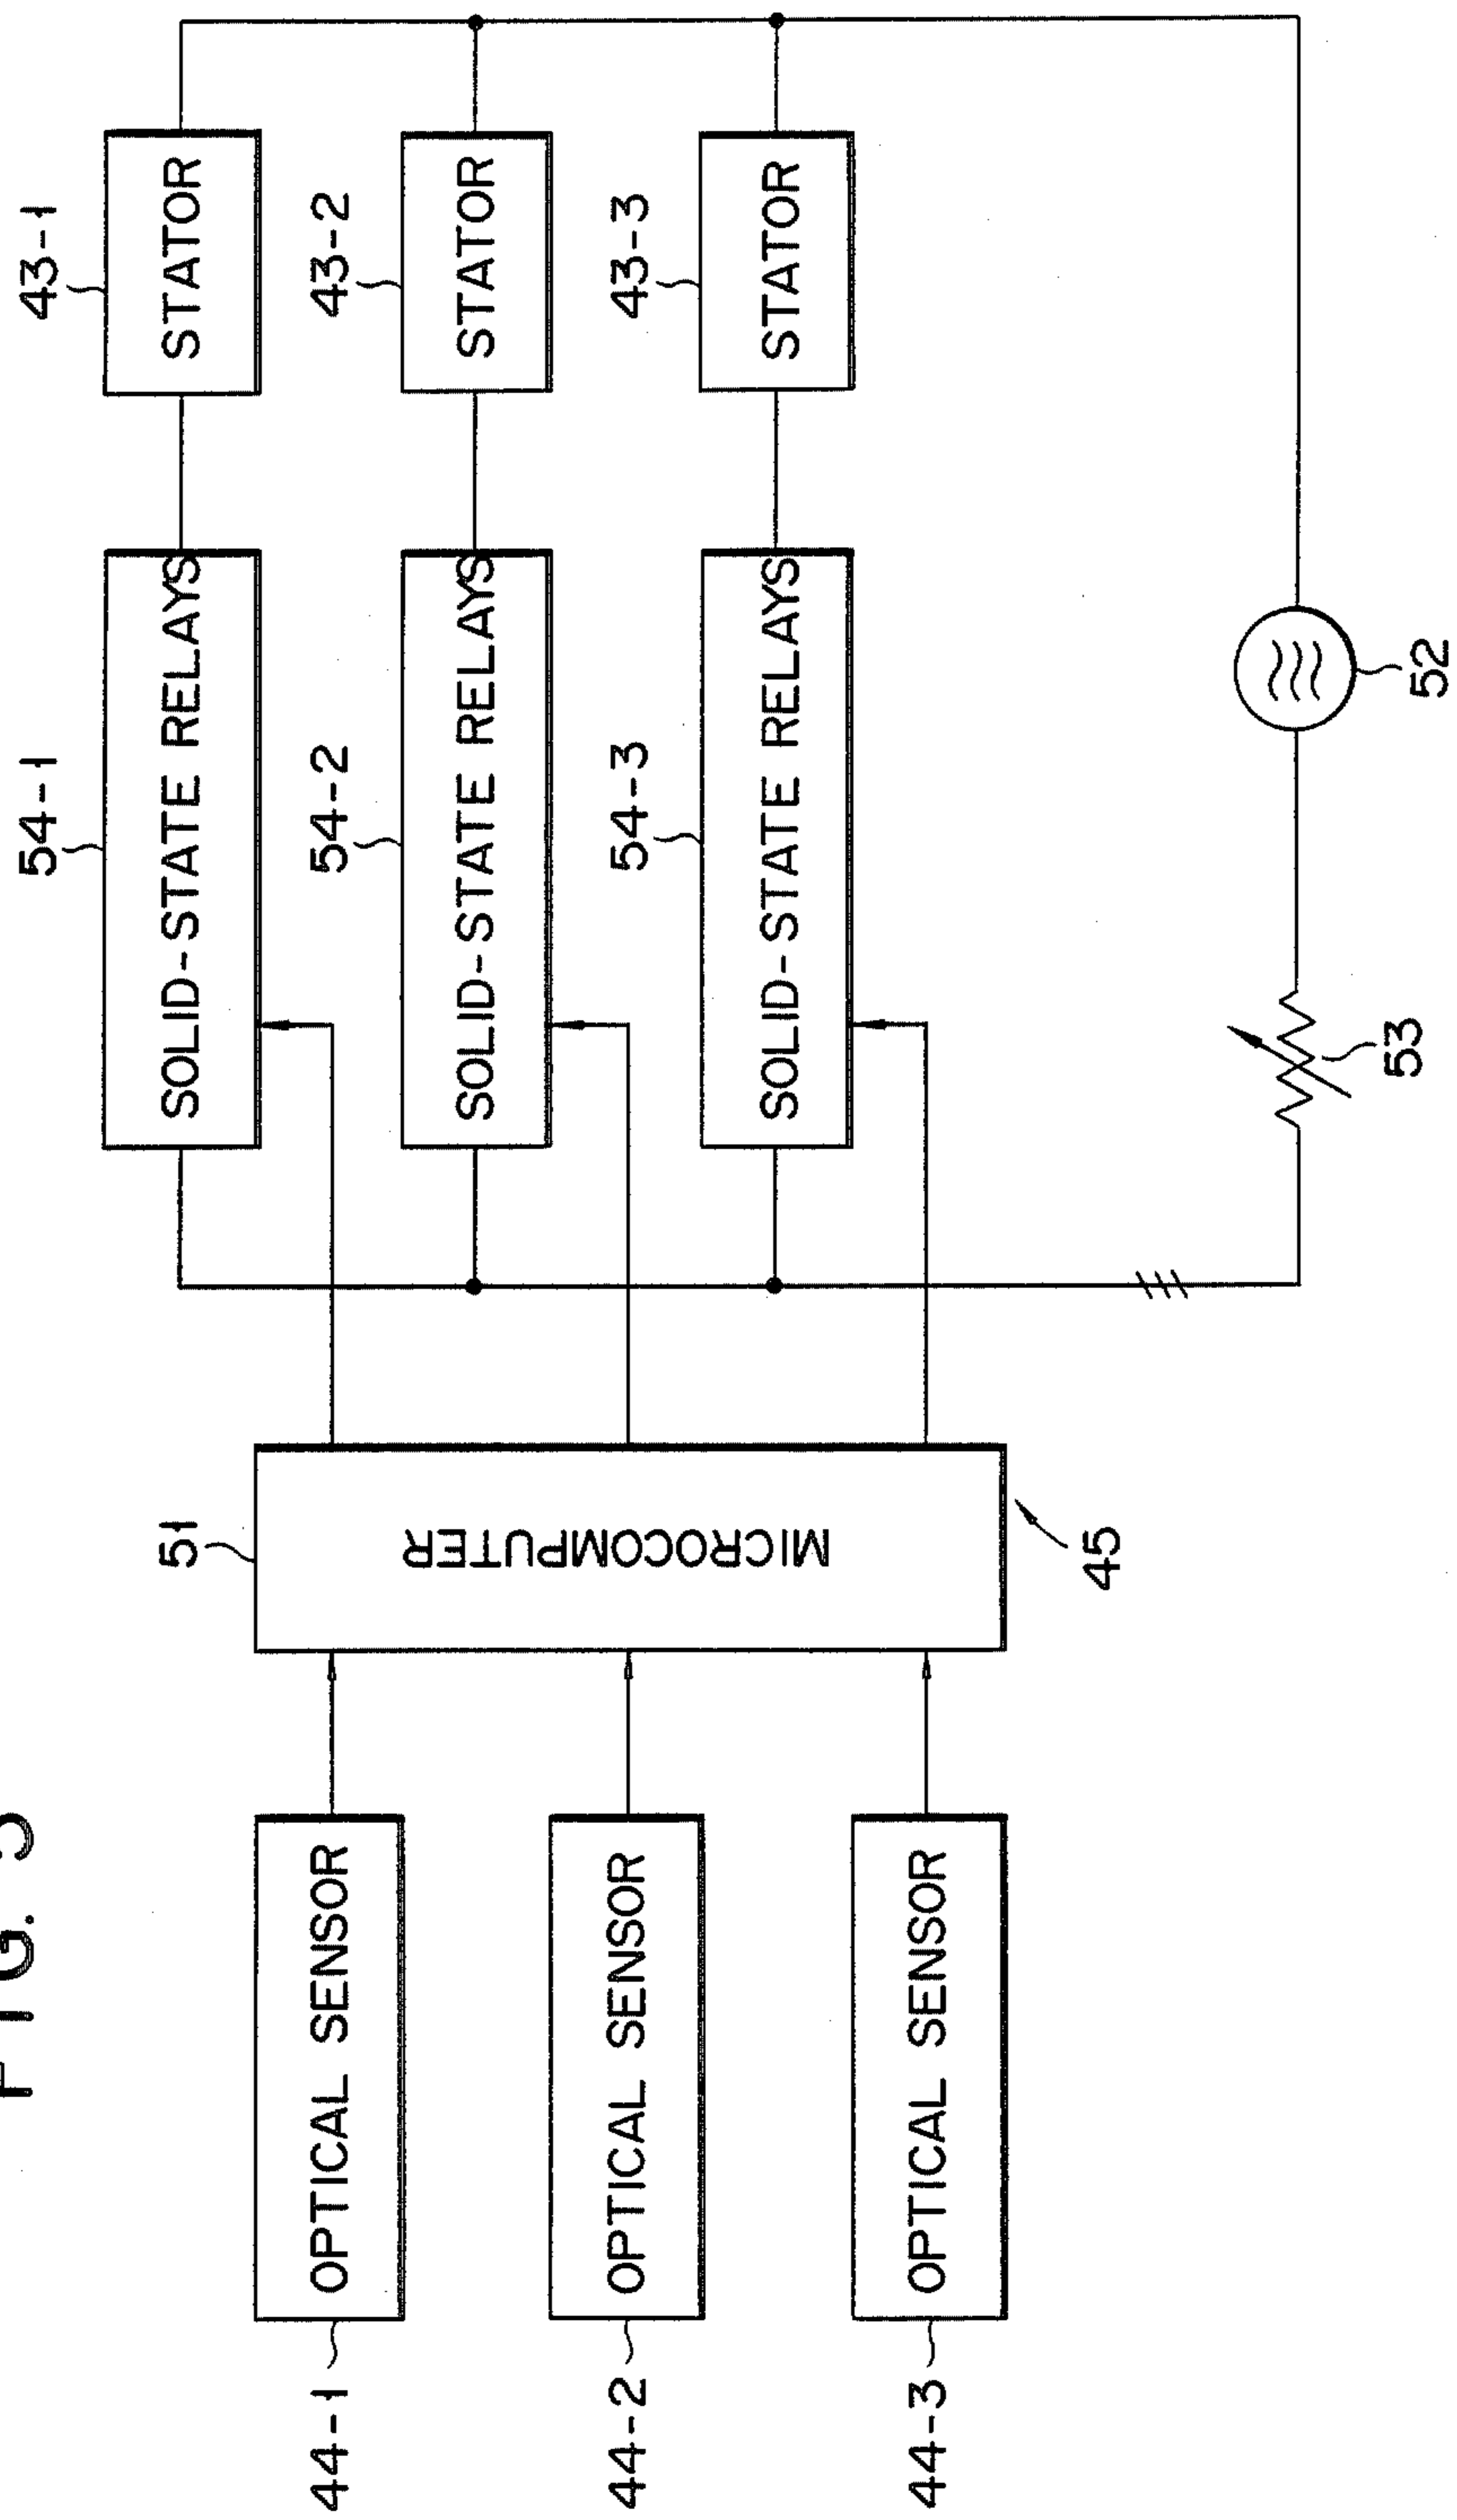 FIG. 5
43-1
STATOR
43-2
STATOR
43-3
STATOR
54-1
SOLID-STATE RELAYS
54-2
SOLID-STATE RELAYS
54-3
SOLID-STATE RELAYS
52
53
51
MICROCOMPUTER
45
OPTICAL SENSOR
44-1
OPTICAL SENSOR
44-2
OPTICAL SENSOR
44-3